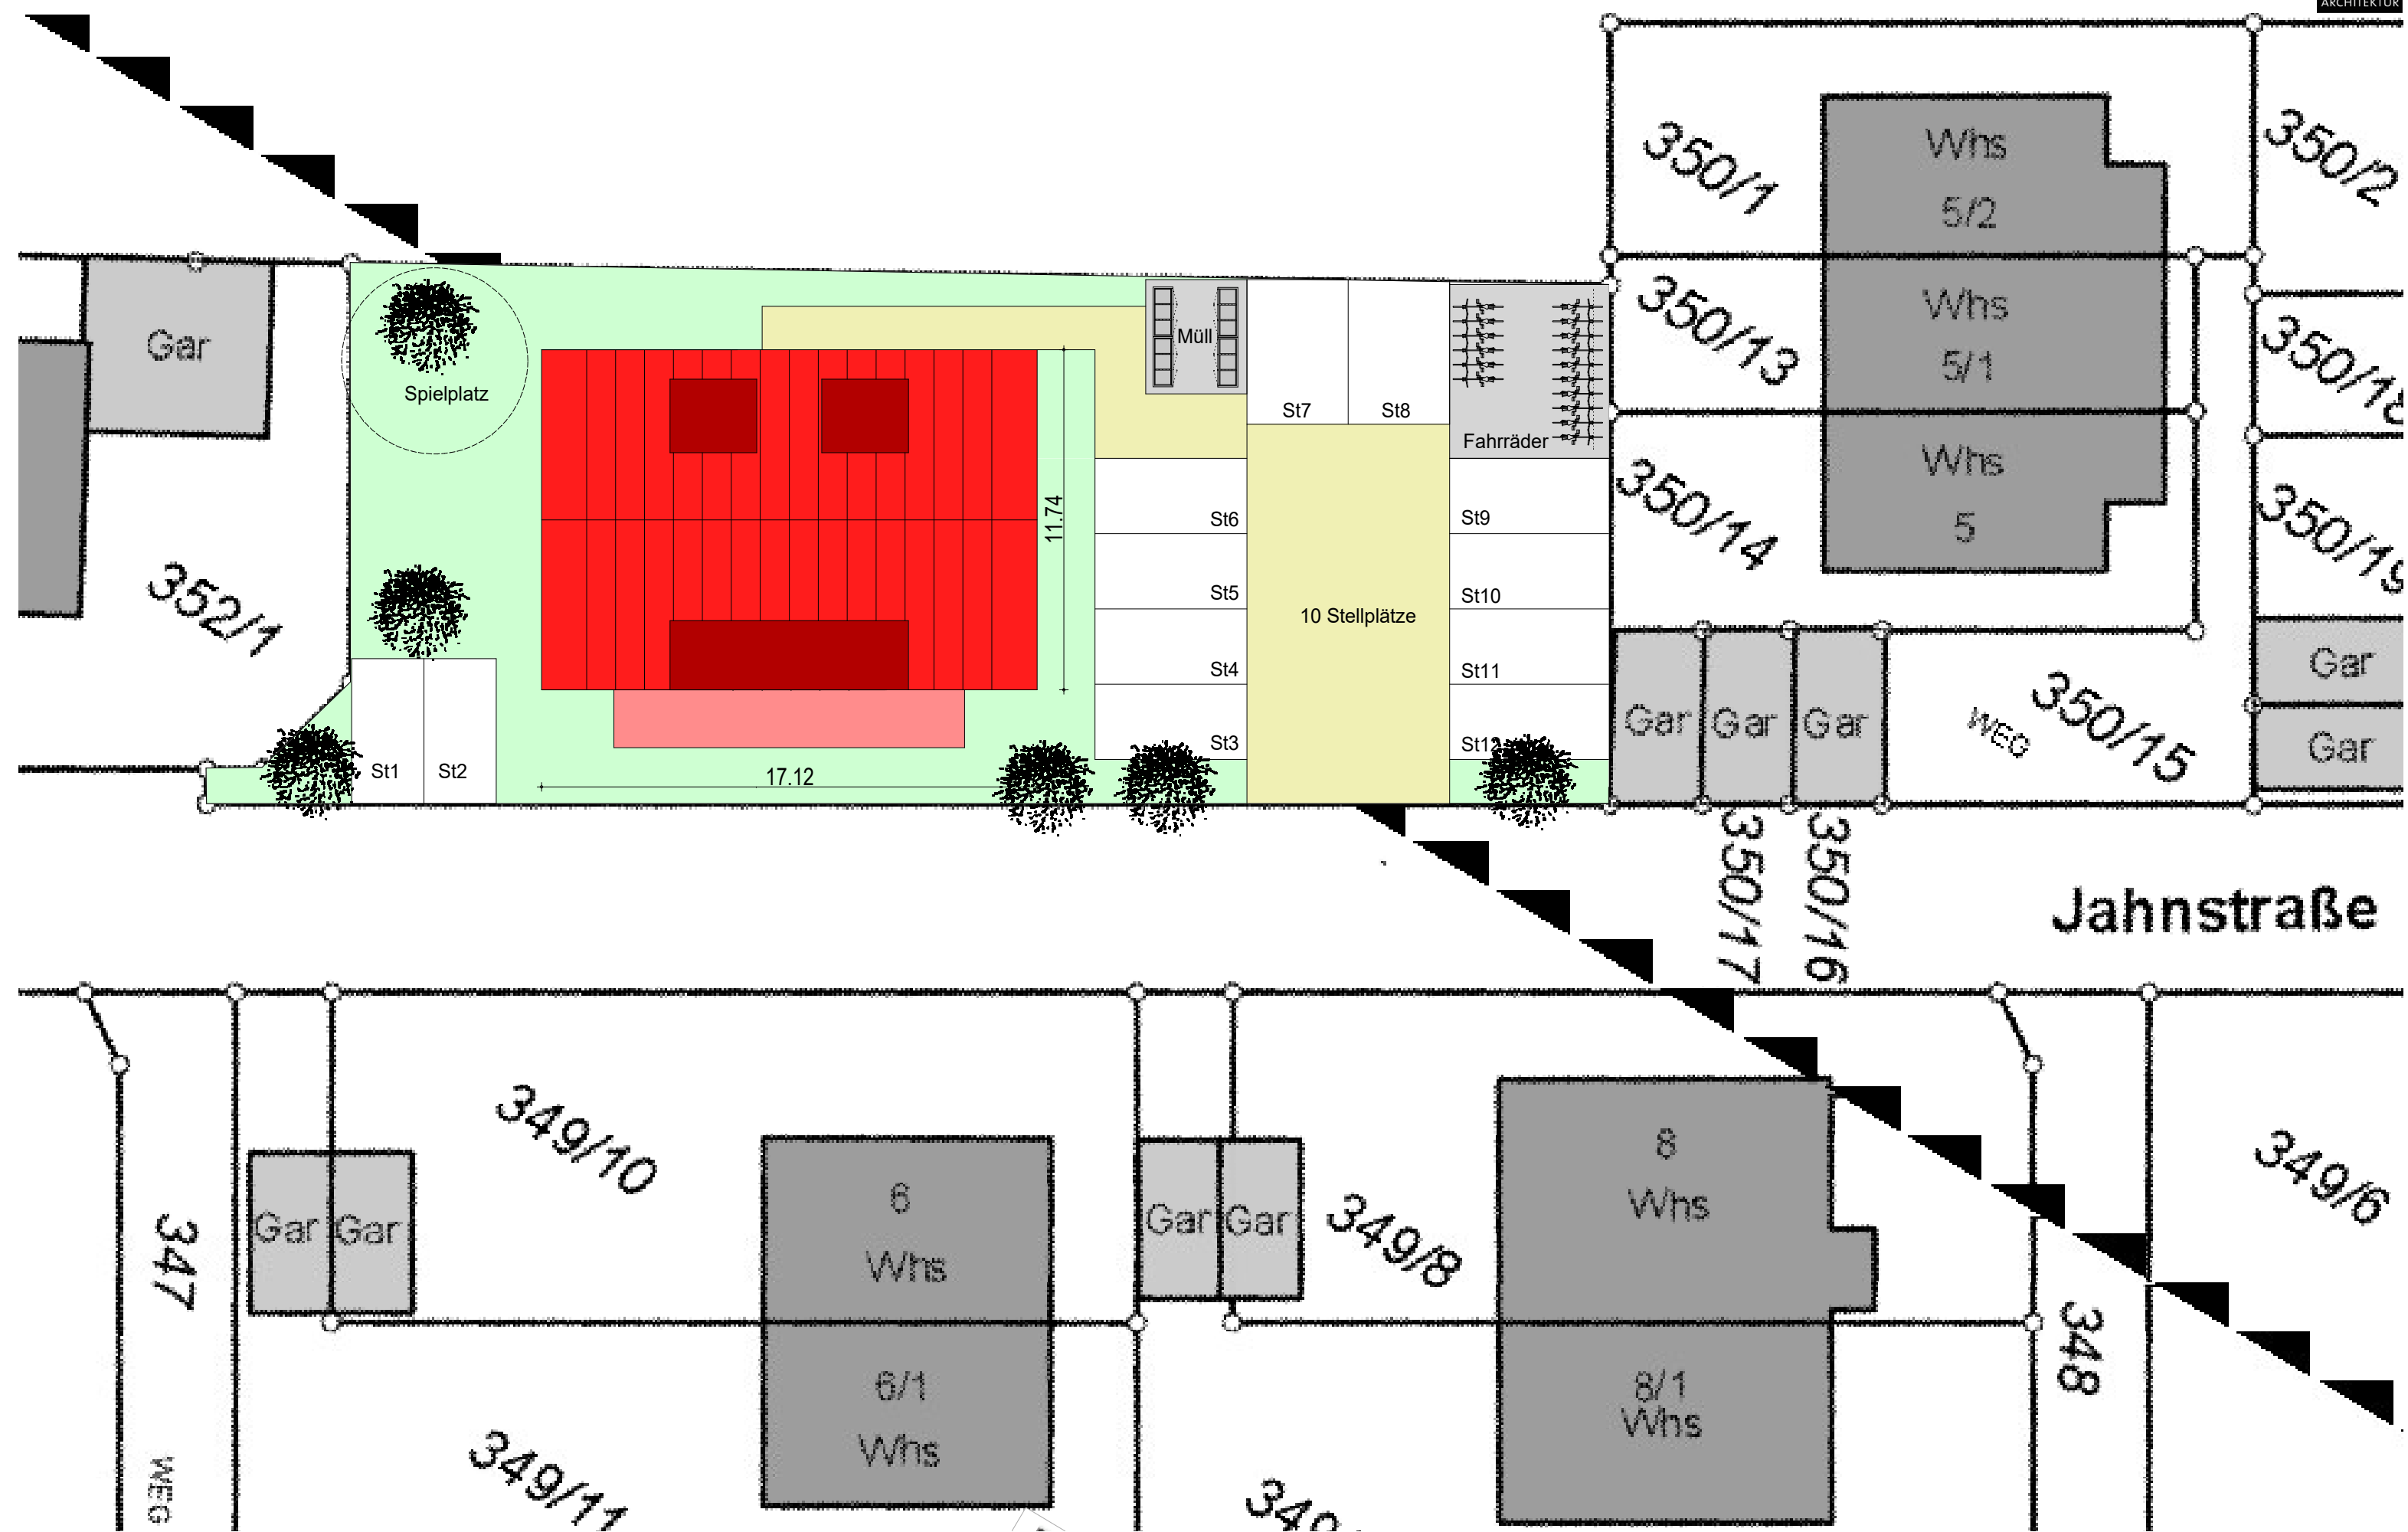 ARCHITEKTUR
350/1
Whs
5/2
350/2
Gar
Spielplatz
Müll
St7
St8
Fahrräder
350/13
Whs
5/1
350/14
Whs
5
350/19
352/1
11.74
St6
St5
St4
St3
10 Stellplätze
St9
St10
St11
St12
St1
St2
17.12
Gar
Gar
Gar
WEG
350/15
Gar
Gar
350/17
350/16
Jahnstraße
347
WEG
Gar
Gar
349/10
6
Whs
6/1
Whs
349/11
Gar
Gar
349/8
8
Whs
8/1
Whs
348
349/6